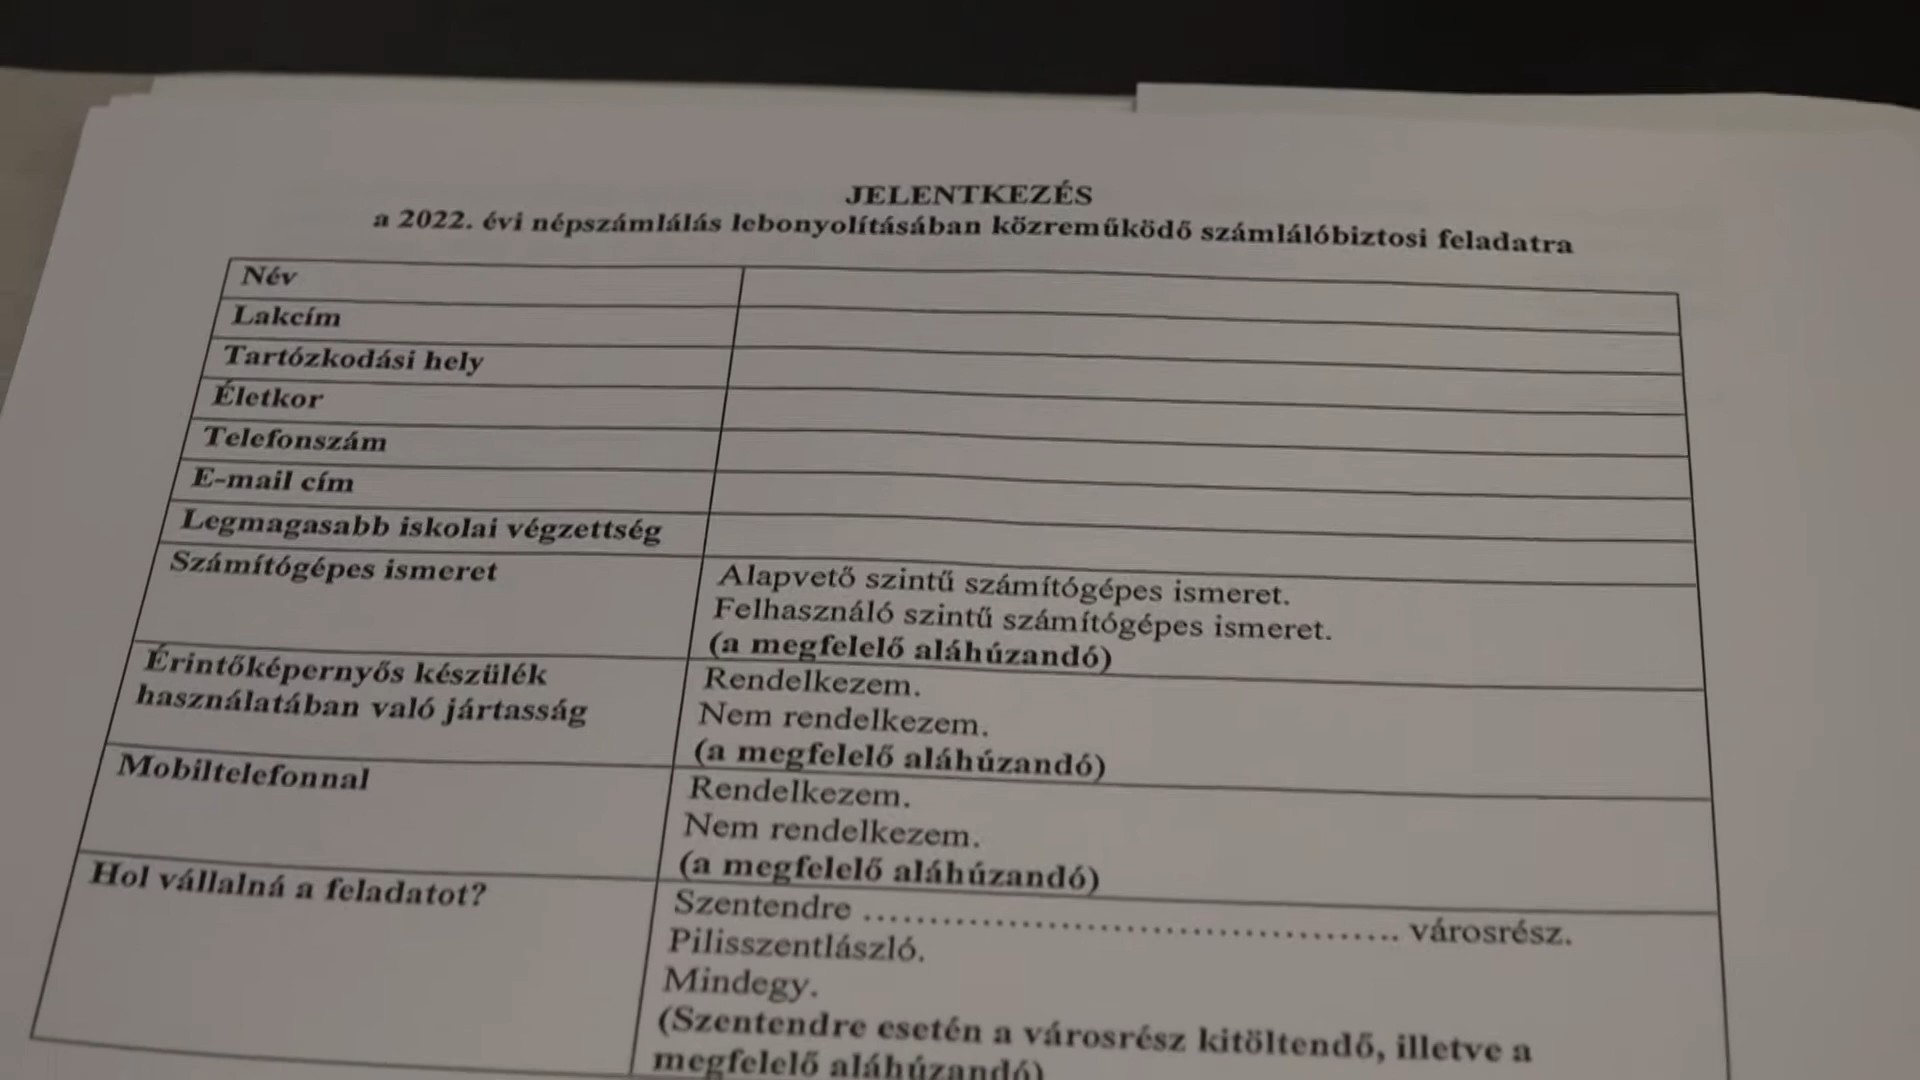 JELENTKEZÉS
a 2022. évi népszámlálás lebonyolításában közreműködő számlálóbiztosi feladatra
Név
Lakcím
Tartózkodási hely
Életkor
Telefonszám
E-mail cím
Legmagasabb iskolai végzettség
Számítógépes ismeret
Alapvető szintű számítógépes ismeret.
Felhasználó szintű számítógépes ismeret.
(a megfelelő aláhúzandó)
Érintőképernyős készülék
használatában való jártasság
Rendelkezem.
Nem rendelkezem.
(a megfelelő aláhúzandó)
Mobiltelefonnal
Rendelkezem.
Nem rendelkezem.
(a megfelelő aláhúzandó)
Hol vállalná a feladatot?
Szentendre ........................................ városrész.
Pilisszentlászló.
Mindegy.
(Szentendre esetén a városrész kitöltendő, illetve a
megfelelő aláhúzandó)